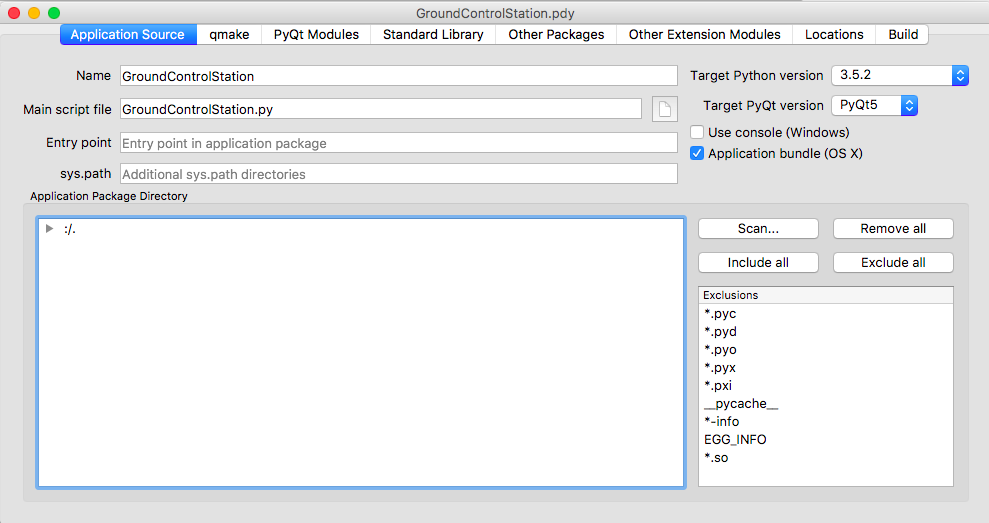 GroundControlStation.pdy
Application Source qmake PyQt Modules Standard Library Other Packages Other Extension Modules Locations Build
Name GroundControlStation Target Python version 3.5.2
Main script file GroundControlStation.py Target PyQt version PyQt5
Use console (Windows)
Entry point Entry point in application package
Application bundle (OS X)
sys.path Additional sys.path directories
Application Package Directory
:/.
Scan... Remove all
Include all Exclude all
Exclusions
*.pyc
*.pyd
*.pyo
*.pyx
*.pxi
__pycache__
*-info
EGG_INFO
*.so